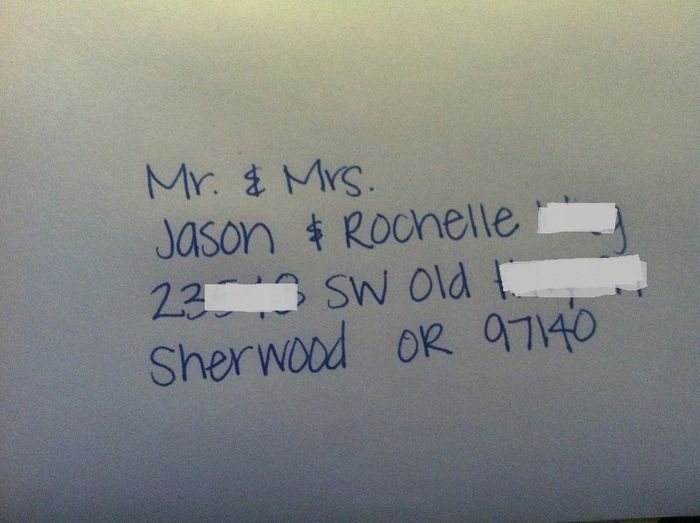 Mr. & Mrs.
Jason & Rochelle
SW Old
Sherwood OR 97140